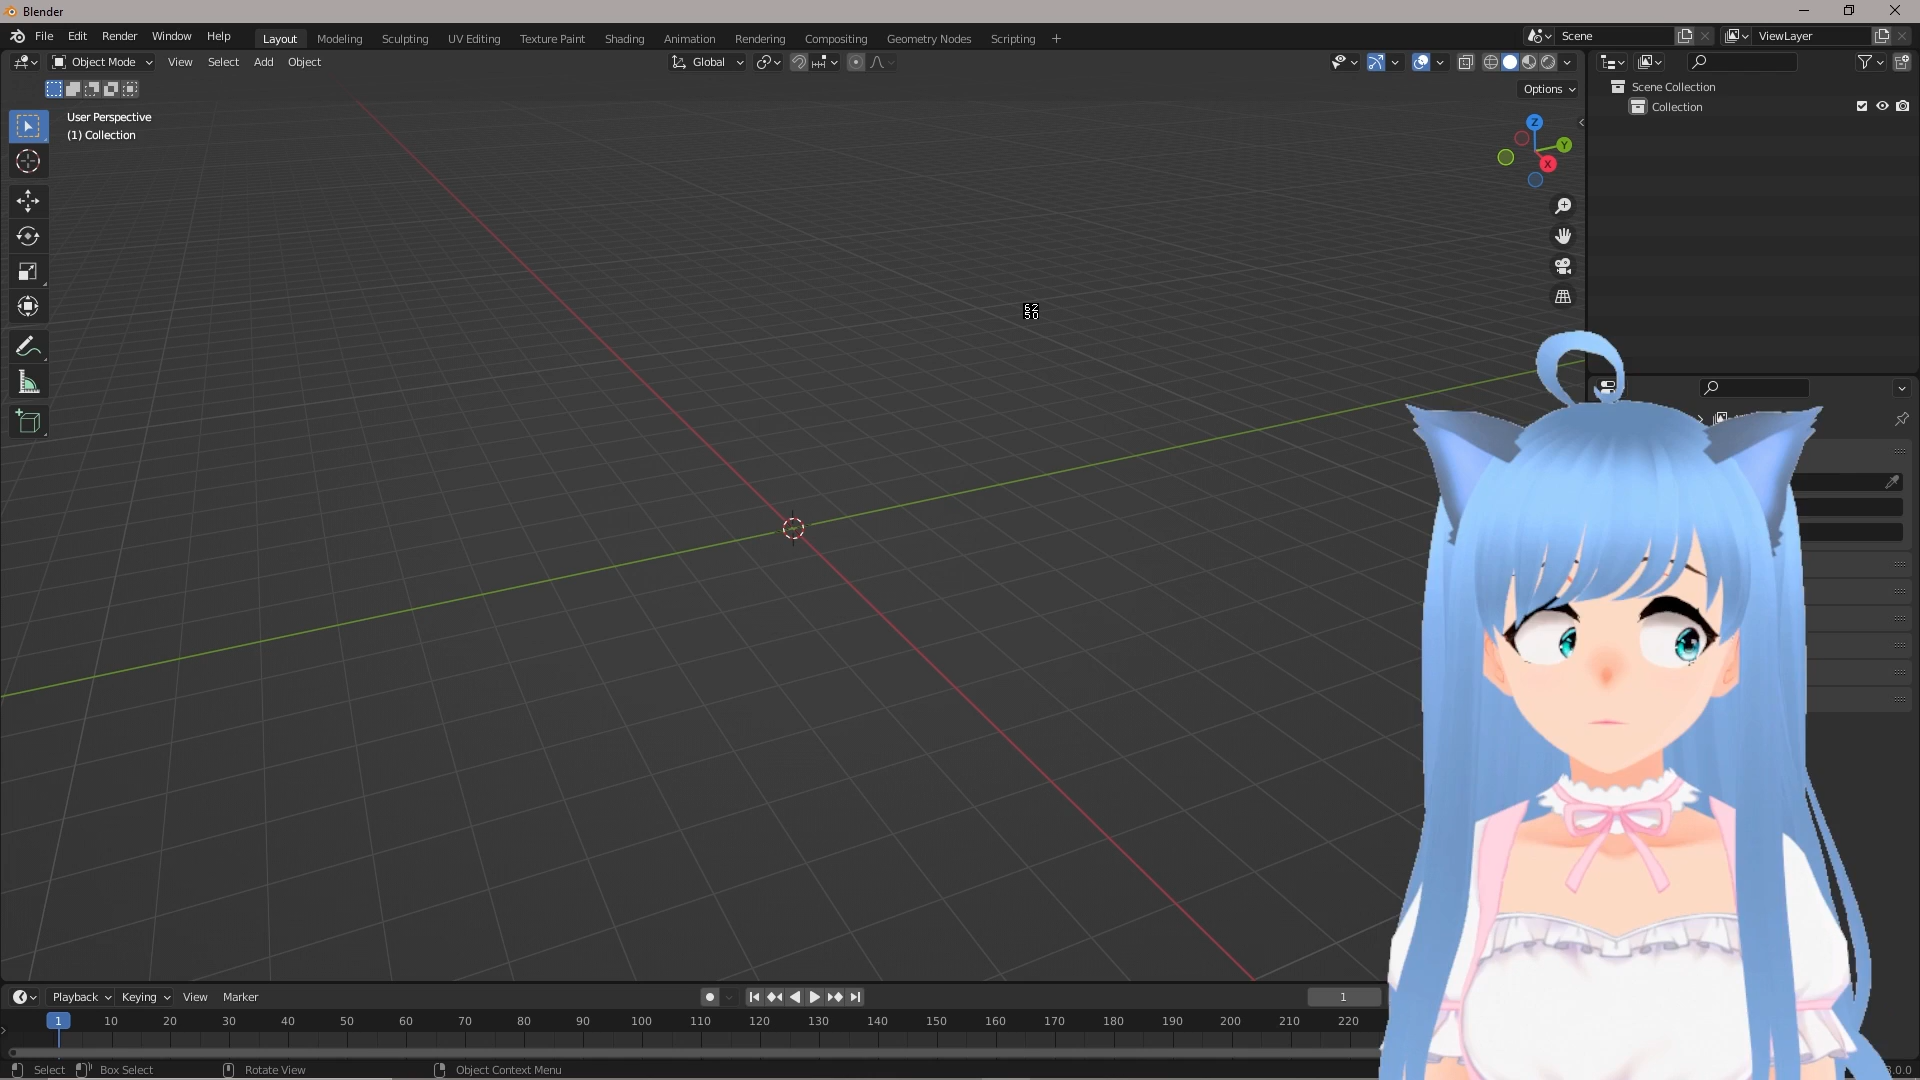 Blender
File Edit Render Window Help Layout Modeling Sculpting UV Editing Texture Paint Shading Animation Rendering Compositing Geometry Nodes Scripting + Scene ViewLayer
Object Mode View Select Add Object Global
Options
User Perspective
(1) Collection
Z
Y
X
Scene Collection
Collection
62
50
Playback Keying View Marker 1
1 10 20 30 40 50 60 70 80 90 100 110 120 130 140 150 160 170 180 190 200 210 220
Select Box Select Rotate View Object Context Menu